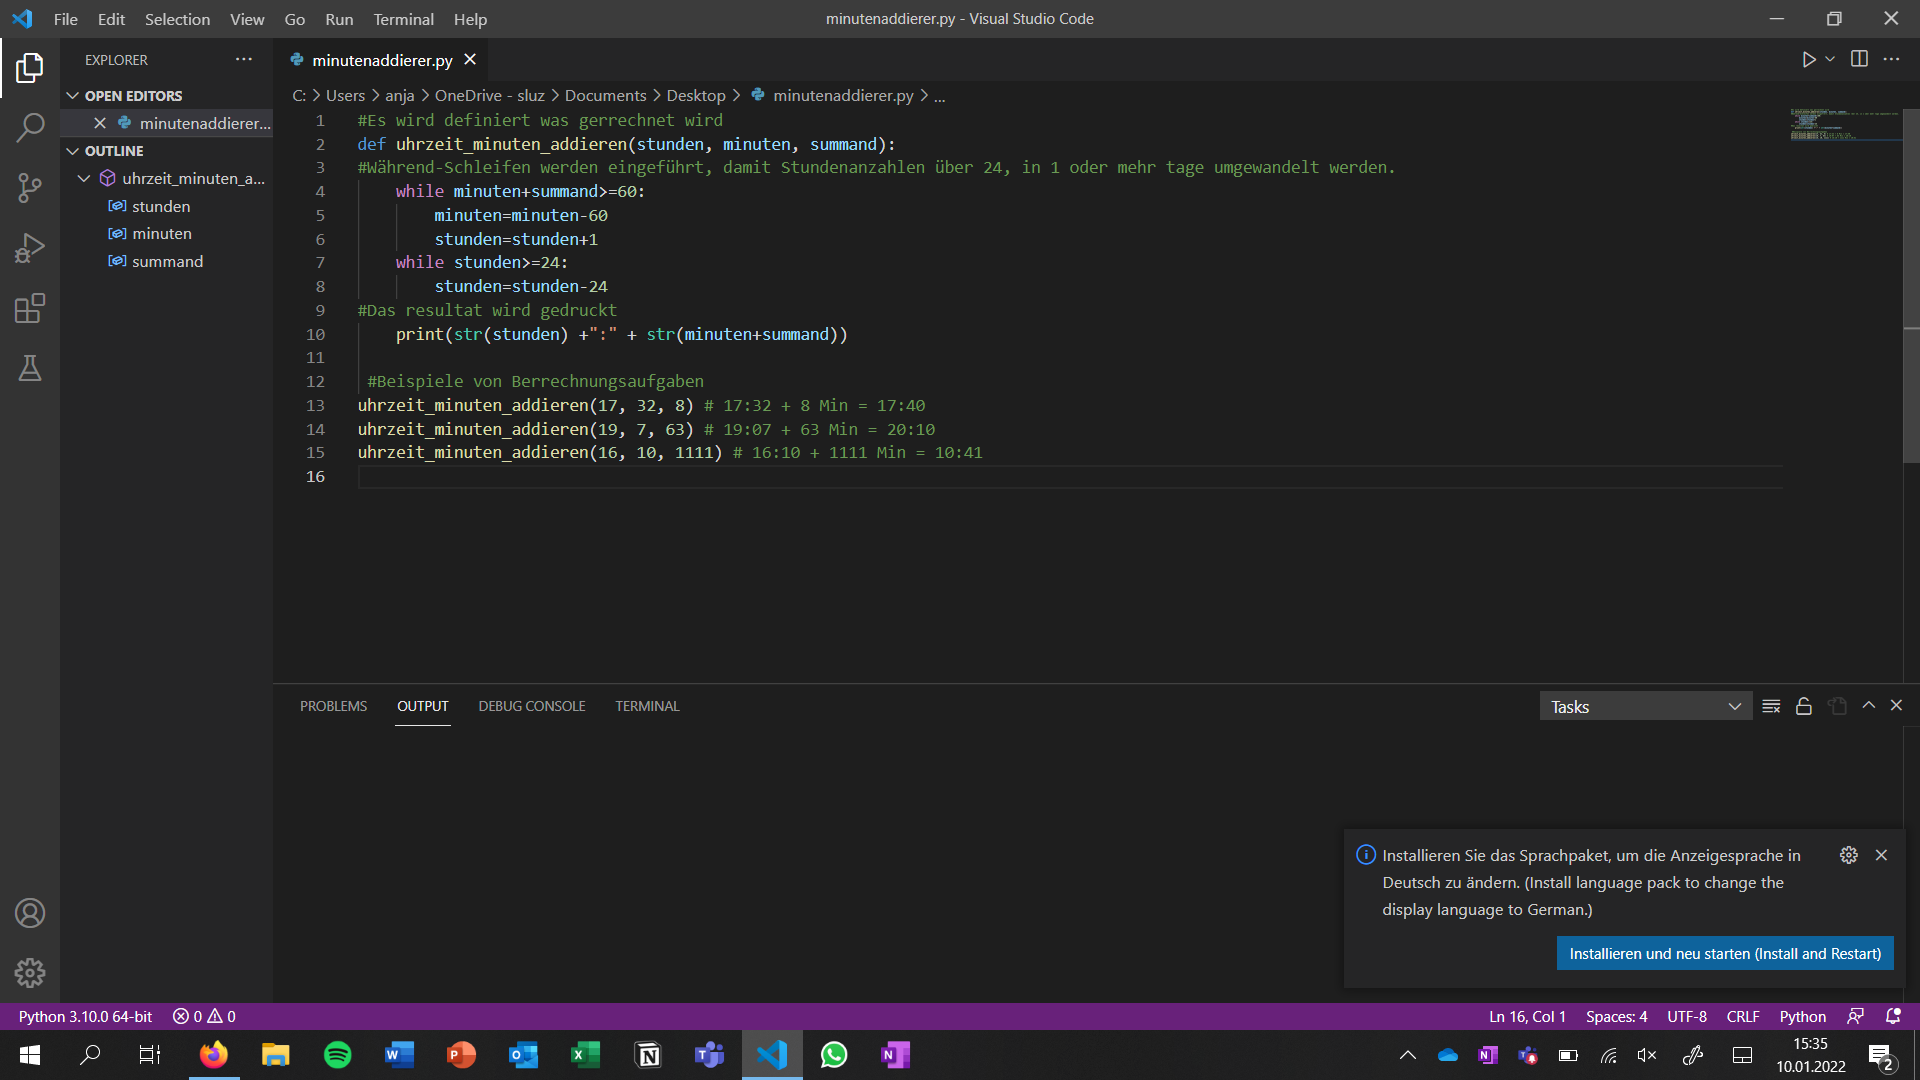 File Edit Selection View Go Run Terminal Help
minutenaddierer.py - Visual Studio Code
EXPLORER
OPEN EDITORS
minutenaddierer...
OUTLINE
uhrzeit_minuten_a...
stunden
minuten
summand
minutenaddierer.py
C: > Users > anja > OneDrive - sluz > Documents > Desktop > minutenaddierer.py > ...
1 #Es wird definiert was gerrechnet wird
2 def uhrzeit_minuten_addieren(stunden, minuten, summand):
3 #Während-Schleifen werden eingeführt, damit Stundenanzahlen über 24, in 1 oder mehr tage umgewandelt werden.
4 while minuten+summand>=60:
5 minuten=minuten-60
6 stunden=stunden+1
7 while stunden>=24:
8 stunden=stunden-24
9 #Das resultat wird gedruckt
10 print(str(stunden) +":" + str(minuten+summand))
11
12 #Beispiele von Berrechnungsaufgaben
13 uhrzeit_minuten_addieren(17, 32, 8) # 17:32 + 8 Min = 17:40
14 uhrzeit_minuten_addieren(19, 7, 63) # 19:07 + 63 Min = 20:10
15 uhrzeit_minuten_addieren(16, 10, 1111) # 16:10 + 1111 Min = 10:41
16
PROBLEMS OUTPUT DEBUG CONSOLE TERMINAL
Tasks
Installieren Sie das Sprachpaket, um die Anzeigesprache in
Deutsch zu ändern. (Install language pack to change the
display language to German.)
Installieren und neu starten (Install and Restart)
Python 3.10.0 64-bit 0 0
Ln 16, Col 1 Spaces: 4 UTF-8 CRLF Python
15:35
10.01.2022
2